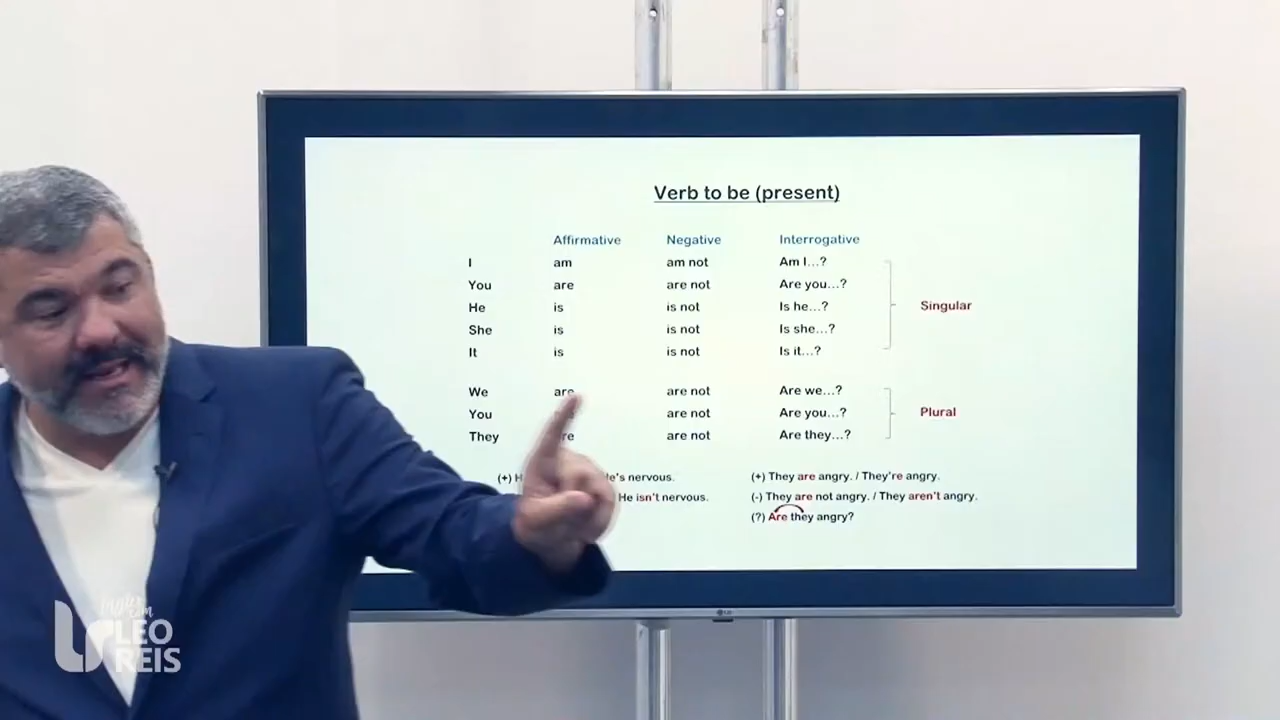 Verb to be (present)
Affirmative Negative Interrogative
I am am not Am I...?
You are are not Are you...?
He is is not Is he...?
She is is not Is she...?
It is is not Is it...?
Singular
We are are not Are we...?
You are not Are you...?
They are not Are they...?
Plural
(+) nervous.
He isn't nervous.
(+) They are angry. / They're angry.
(-) They are not angry. / They aren't angry.
(?) Are they angry?
LG
LEO
REIS